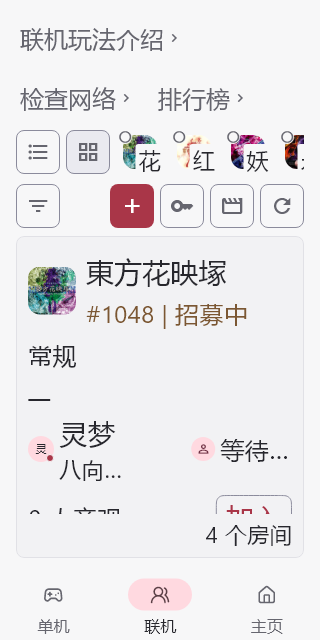 联机玩法介绍
检查网络 排行榜
花 红 妖
東方花映塚
#1048 | 招募中
常规
—
灵 灵梦
八向...
等待...
4 个房间
单机 联机 主页